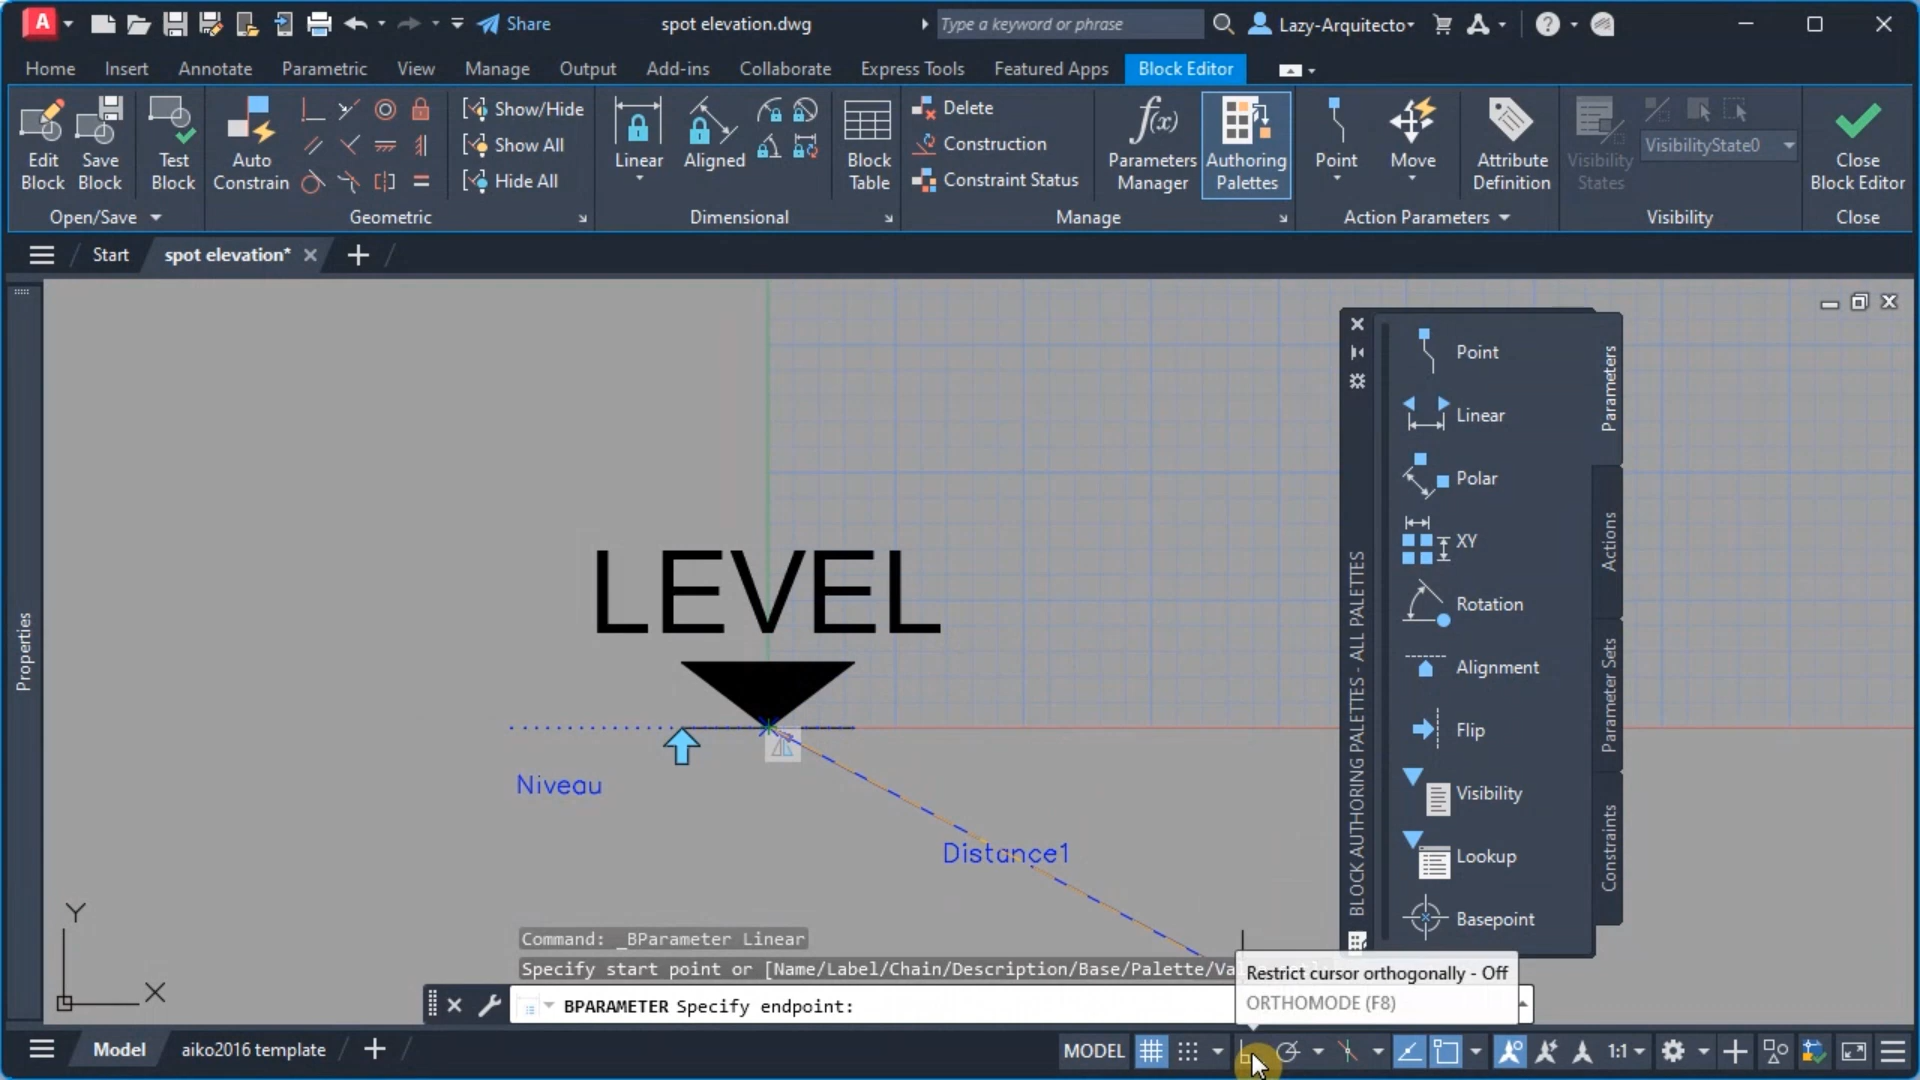 A
Share
spot elevation.dwg
Type a keyword or phrase
Lazy-Arquitecto
Home Insert Annotate Parametric View Manage Output Add-ins Collaborate Express Tools Featured Apps Block Editor
Edit Block
Save Block
Test Block
Auto Constrain
Show/Hide
Show All
Hide All
Linear
Aligned
Block Table
Delete
Construction
Constraint Status
f(x)
Parameters Manager
Authoring Palettes
Point
Move
Attribute Definition
Visibility States
VisibilityState0
Close Block Editor
Open/Save
Geometric
Dimensional
Manage
Action Parameters
Visibility
Close
Start
spot elevation*
Properties
LEVEL
Niveau
Distance1
Y
X
BLOCK AUTHORING PALETTES - ALL PALETTES
Point
Linear
Polar
XY
Rotation
Alignment
Flip
Visibility
Lookup
Basepoint
Parameters
Actions
Parameter Sets
Constraints
Command: _BParameter Linear
Specify start point or [Name/Label/Chain/Description/Base/Palette/Va
BPARAMETER Specify endpoint:
Restrict cursor orthogonally - Off
ORTHOMODE (F8)
Model
aiko2016 template
MODEL
1:1